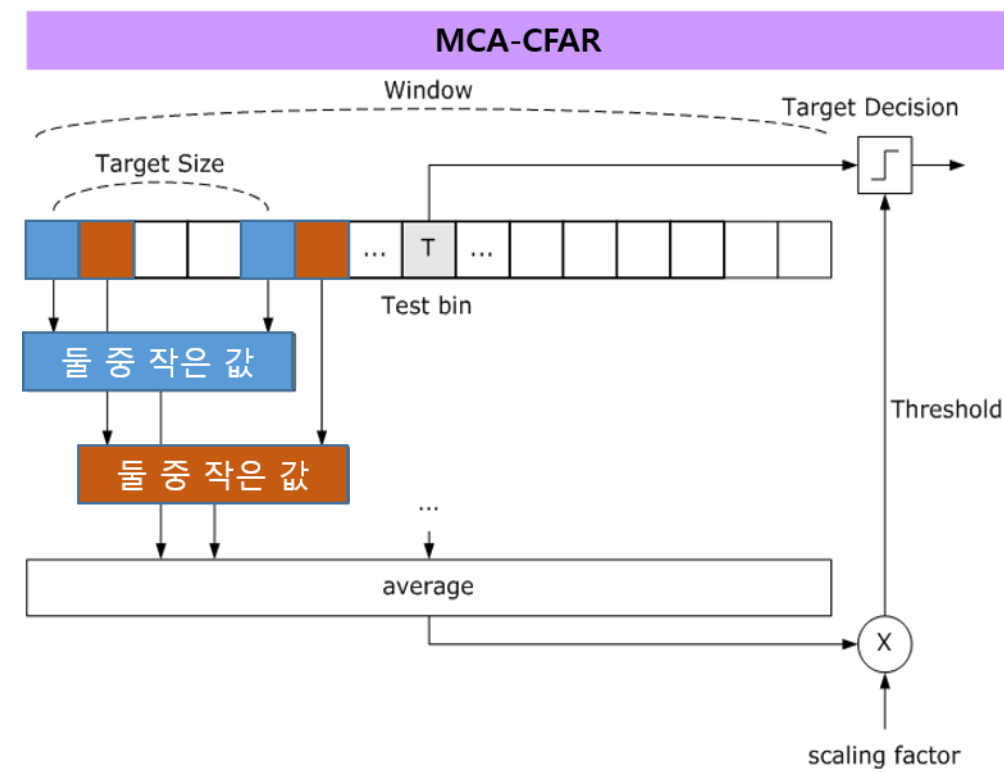 MCA-CFAR
Window
Target Decision
Target Size
... T ...
Test bin
둘 중 작은 값
Threshold
둘 중 작은 값
...
average
X
scaling factor